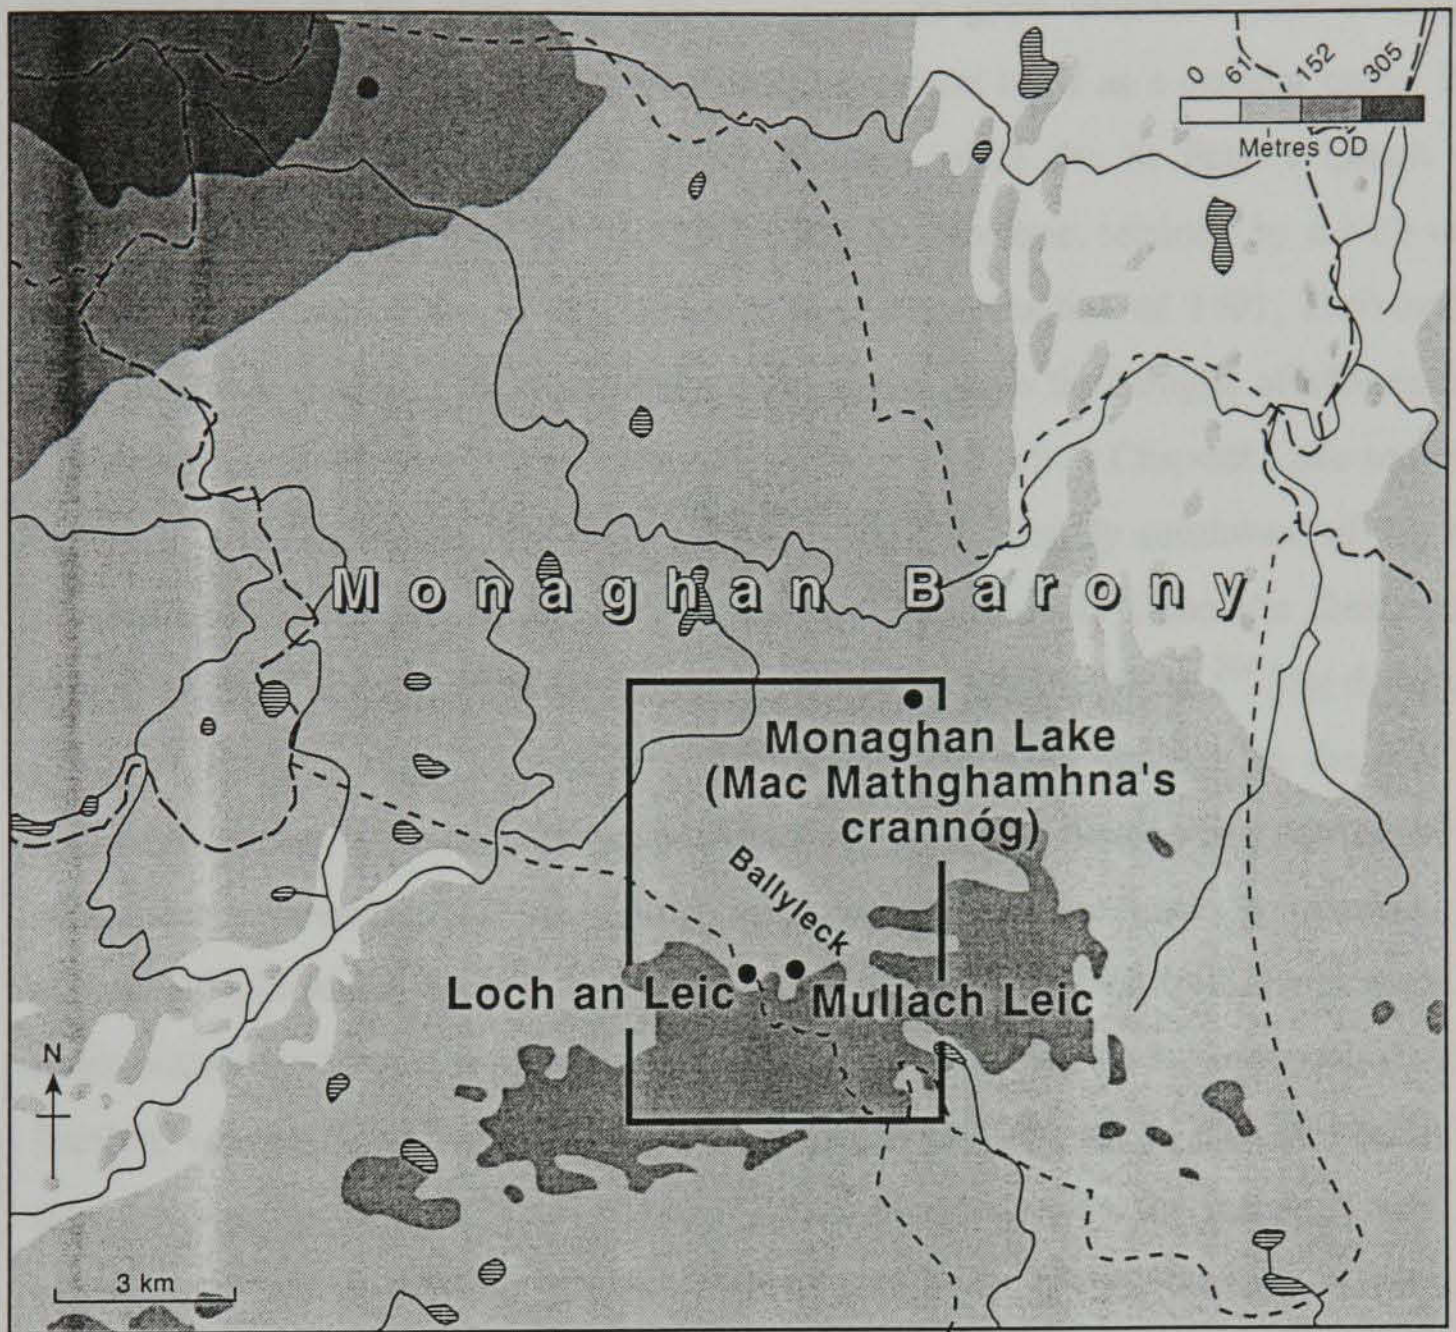 0 61 152 305
Metres OD
Monaghan Barony
Monaghan Lake
(Mac Mathghamhna's
crannóg)
Ballyleck
Loch an Leic
Mullach Leic
N
3 km